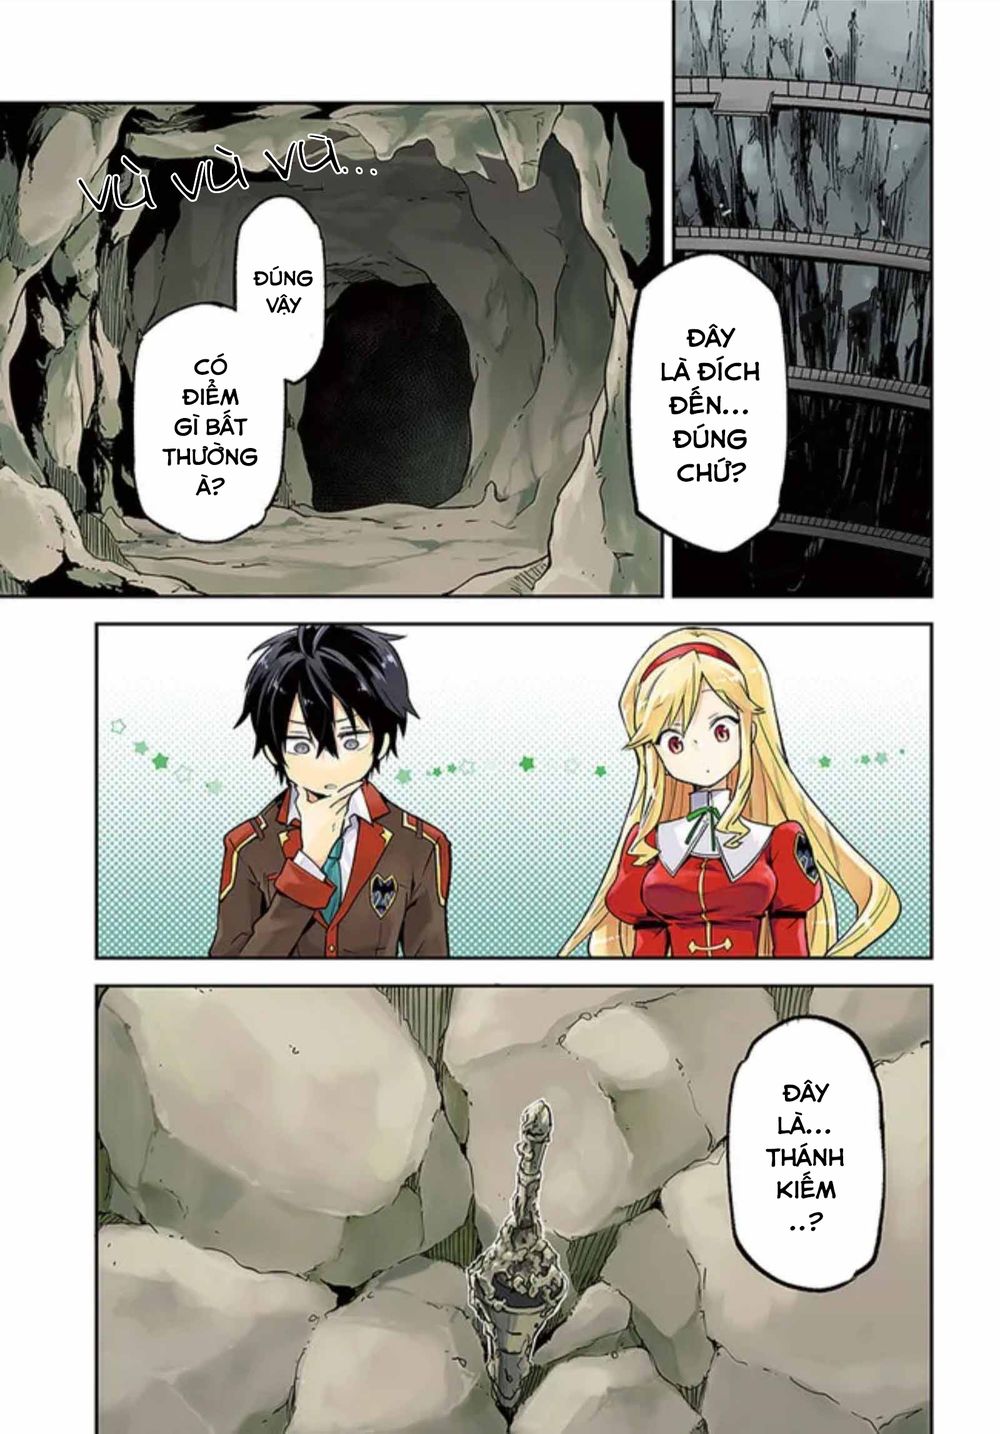 ĐÂY
LÀ ĐÍCH
ĐẾN...
ĐÚNG
CHỨ?
VÙ VÙ VÙ...
ĐÚNG
VẬY
CÓ
ĐIỂM
GÌ BẤT
THƯỜNG
À?
ĐÂY
LÀ...
THÁNH
KIẾM
..?